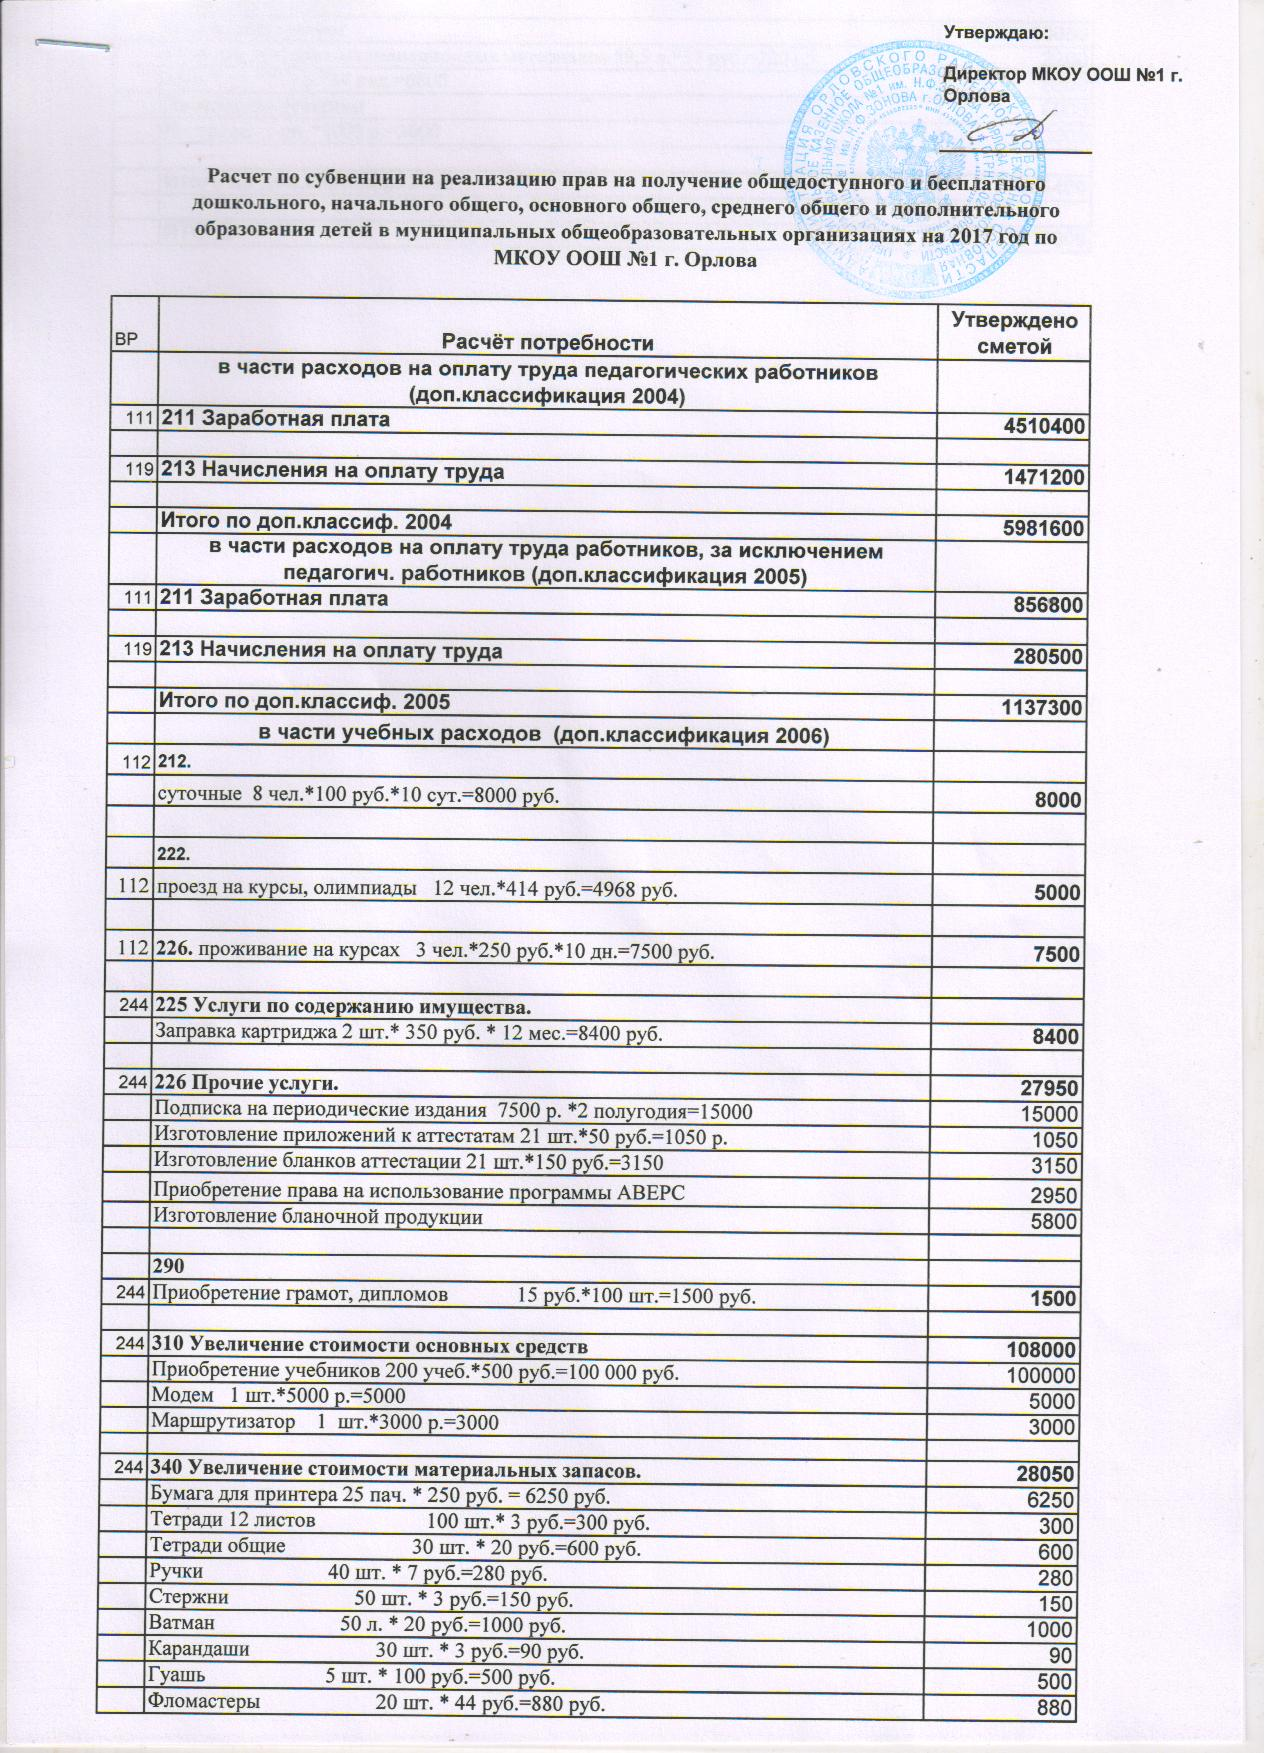 Утверждаю:
Директор МКОУ ООШ №1 г.
Орлова
Расчет по субвенции на реализацию прав на получение общедоступного и бесплатного
дошкольного, начального общего, основного общего, среднего общего и дополнительного
образования детей в муниципальных общеобразовательных организациях на 2017 год по
МКОУ ООШ №1 г. Орлова
ВР Расчёт потребности Утверждено
сметой
в части расходов на оплату труда педагогических работников
(доп.классификация 2004)
111 211 Заработная плата 4510400
119 213 Начисления на оплату труда 1471200
Итого по доп.классиф. 2004 5981600
в части расходов на оплату труда работников, за исключением
педагогич. работников (доп.классификация 2005)
111 211 Заработная плата 856800
119 213 Начисления на оплату труда 280500
Итого по доп.классиф. 2005 1137300
в части учебных расходов (доп.классификация 2006)
112 212.
суточные 8 чел.*100 руб.*10 сут.=8000 руб. 8000
222.
112 проезд на курсы, олимпиады 12 чел.*414 руб.=4968 руб. 5000
112 226. проживание на курсах 3 чел.*250 руб.*10 дн.=7500 руб. 7500
244 225 Услуги по содержанию имущества.
Заправка картриджа 2 шт.* 350 руб. * 12 мес.=8400 руб. 8400
244 226 Прочие услуги. 27950
Подписка на периодические издания 7500 р. *2 полугодия=15000 15000
Изготовление приложений к аттестатам 21 шт.*50 руб.=1050 р. 1050
Изготовление бланков аттестации 21 шт.*150 руб.=3150 3150
Приобретение права на использование программы АВЕРС 2950
Изготовление бланочной продукции 5800
290
244 Приобретение грамот, дипломов 15 руб.*100 шт.=1500 руб. 1500
244 310 Увеличение стоимости основных средств 108000
Приобретение учебников 200 учеб.*500 руб.=100 000 руб. 100000
Модем 1 шт.*5000 р.=5000 5000
Маршрутизатор 1 шт.*3000 р.=3000 3000
244 340 Увеличение стоимости материальных запасов. 28050
Бумага для принтера 25 пач. * 250 руб. = 6250 руб. 6250
Тетради 12 листов 100 шт.* 3 руб.=300 руб. 300
Тетради общие 30 шт. * 20 руб.=600 руб. 600
Ручки 40 шт. * 7 руб.=280 руб. 280
Стержни 50 шт. * 3 руб.=150 руб. 150
Ватман 50 л. * 20 руб.=1000 руб. 1000
Карандаши 30 шт. * 3 руб.=90 руб. 90
Гуашь 5 шт. * 100 руб.=500 руб. 500
Фломастеры 20 шт. * 44 руб.=880 руб. 880